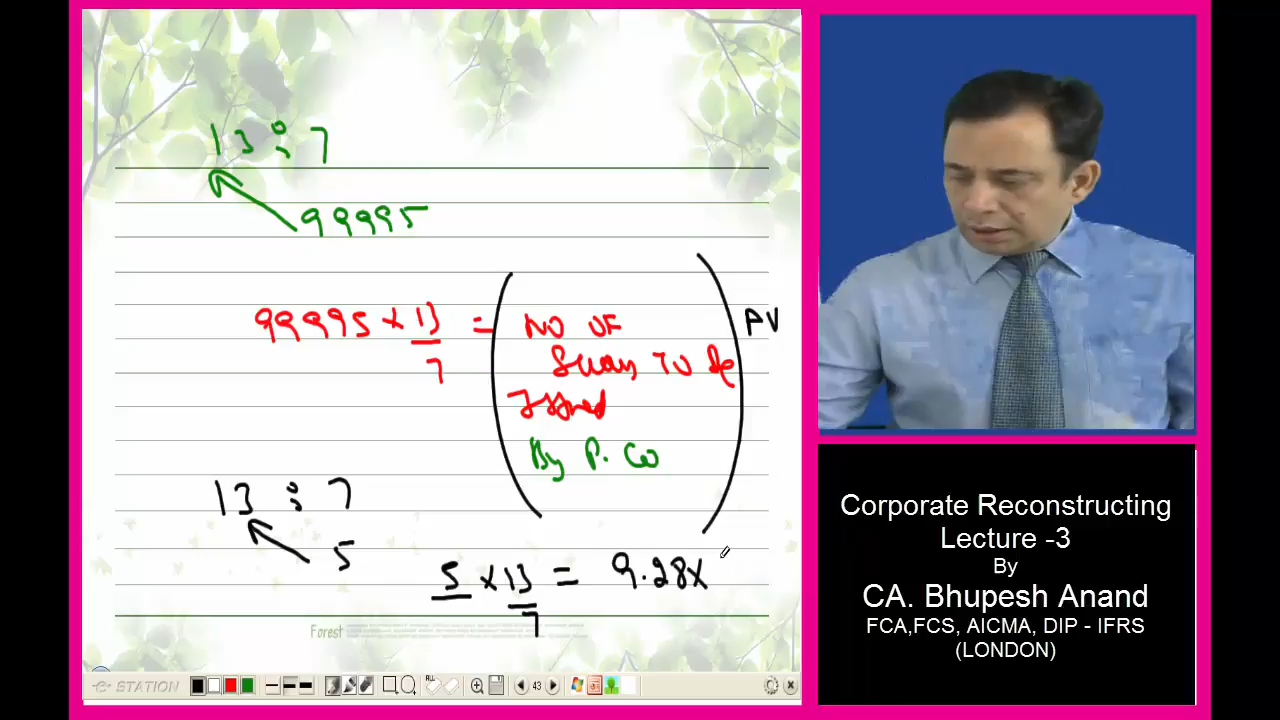 13 : 7
99995
99995 × 13/7 = NO OF
TO Be
Issued
By P. Co
PV
13 : 7
5
5 × 13/7 = 9.28×
Forest
e-STATION
43
Corporate Reconstructing
Lecture -3
By
CA. Bhupesh Anand
FCA,FCS, AICMA, DIP - IFRS
(LONDON)